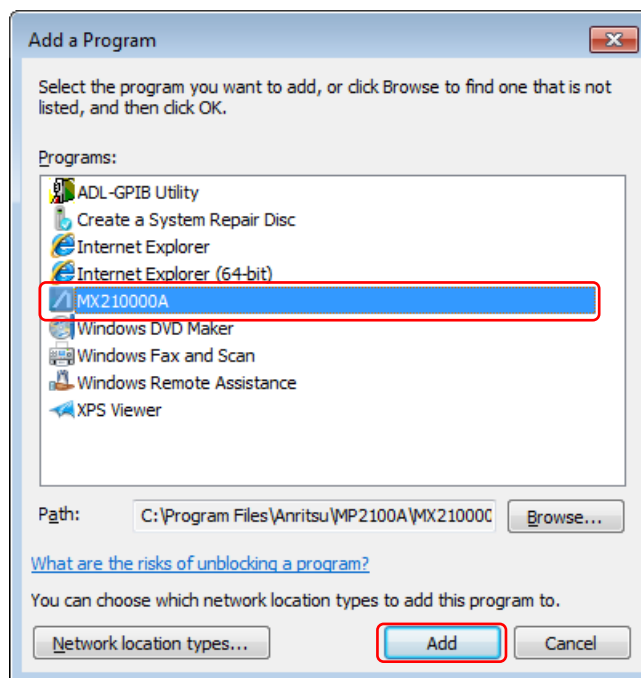 Add a Program
Select the program you want to add, or click Browse to find one that is not
listed, and then click OK.
Programs:
ADL-GPIB Utility
Create a System Repair Disc
Internet Explorer
Internet Explorer (64-bit)
MX210000A
Windows DVD Maker
Windows Fax and Scan
Windows Remote Assistance
XPS Viewer
Path: C:\Program Files\Anritsu\MP2100A\MX210000 Browse...
What are the risks of unblocking a program?
You can choose which network location types to add this program to.
Network location types... Add Cancel